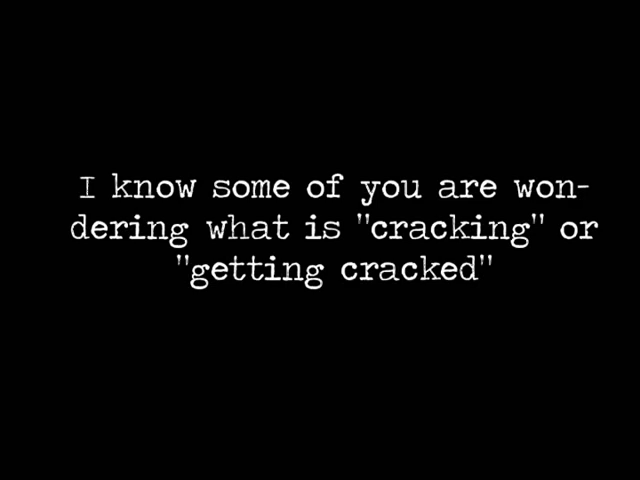 I know some of you are won-
dering what is "cracking" or
"getting cracked"